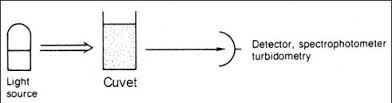 Detector, spectrophotometer
turbidometry
Light
source
Cuvet